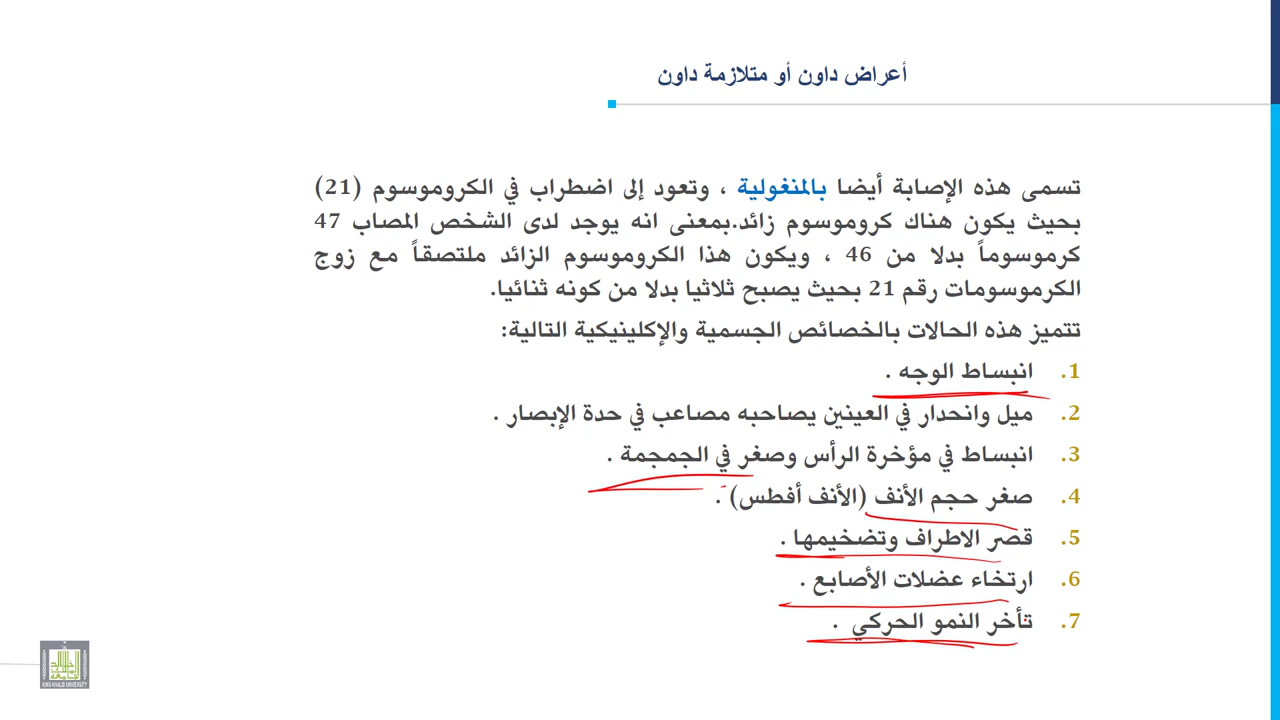 أعراض داون أو متلازمة داون
تسمى هذه الإصابة أيضا بالمنغولية ، وتعود إلى اضطراب في الكروموسوم (21)
بحيث يكون هناك كروموسوم زائد.بمعنى انه يوجد لدى الشخص المصاب 47
كرموسوماً بدلا من 46 ، ويكون هذا الكروموسوم الزائد ملتصقاً مع زوج
الكرموسومات رقم 21 بحيث يصبح ثلاثيا بدلا من كونه ثنائيا.
تتميز هذه الحالات بالخصائص الجسمية والإكلينيكية التالية:
1. انبساط الوجه .
2. ميل وانحدار في العينين يصاحبه مصاعب في حدة الإبصار .
3. انبساط في مؤخرة الرأس وصغر في الجمجمة .
4. صغر حجم الأنف (الأنف أفطس) .
5. قصر الاطراف وتضخيمها .
6. ارتخاء عضلات الأصابع .
7. تأخر النمو الحركي .
KING KHALID UNIVERSITY